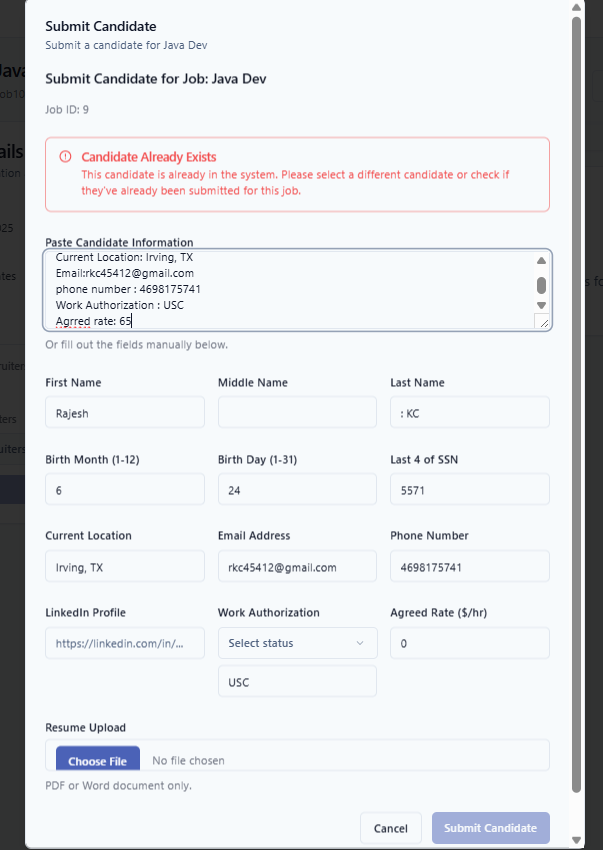 Submit Candidate
Submit a candidate for Java Dev
Submit Candidate for Job: Java Dev
Job ID: 9
Candidate Already Exists
This candidate is already in the system. Please select a different candidate or check if
they've already been submitted for this job.
Paste Candidate Information
Current Location: Irving, TX
Email:rkc45412@gmail.com
phone number : 4698175741
Work Authorization : USC
Agrred rate: 65
Or fill out the fields manually below.
First Name Middle Name Last Name
Rajesh : KC
Birth Month (1-12) Birth Day (1-31) Last 4 of SSN
6 24 5571
Current Location Email Address Phone Number
Irving, TX rkc45412@gmail.com 4698175741
LinkedIn Profile Work Authorization Agreed Rate ($/hr)
https://linkedin.com/in/... Select status 0
USC
Resume Upload
Choose File No file chosen
PDF or Word document only.
Cancel Submit Candidate